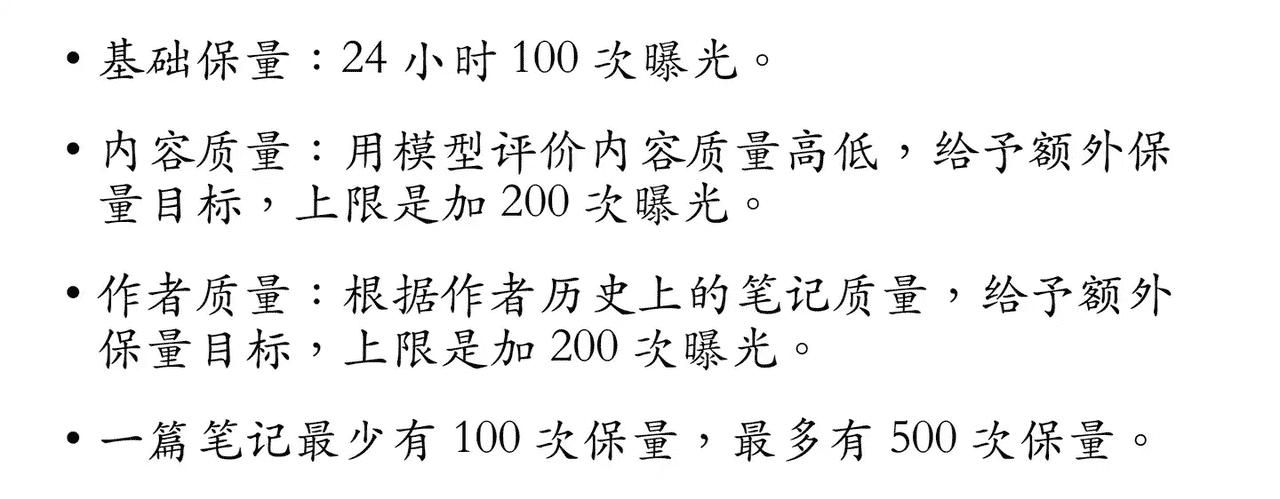 • 基础保量：24 小时 100 次曝光。
• 内容质量：用模型评价内容质量高低，给予额外保
量目标，上限是加 200 次曝光。
• 作者质量：根据作者历史上的笔记质量，给予额外
保量目标，上限是加 200 次曝光。
• 一篇笔记最少有 100 次保量，最多有 500 次保量。